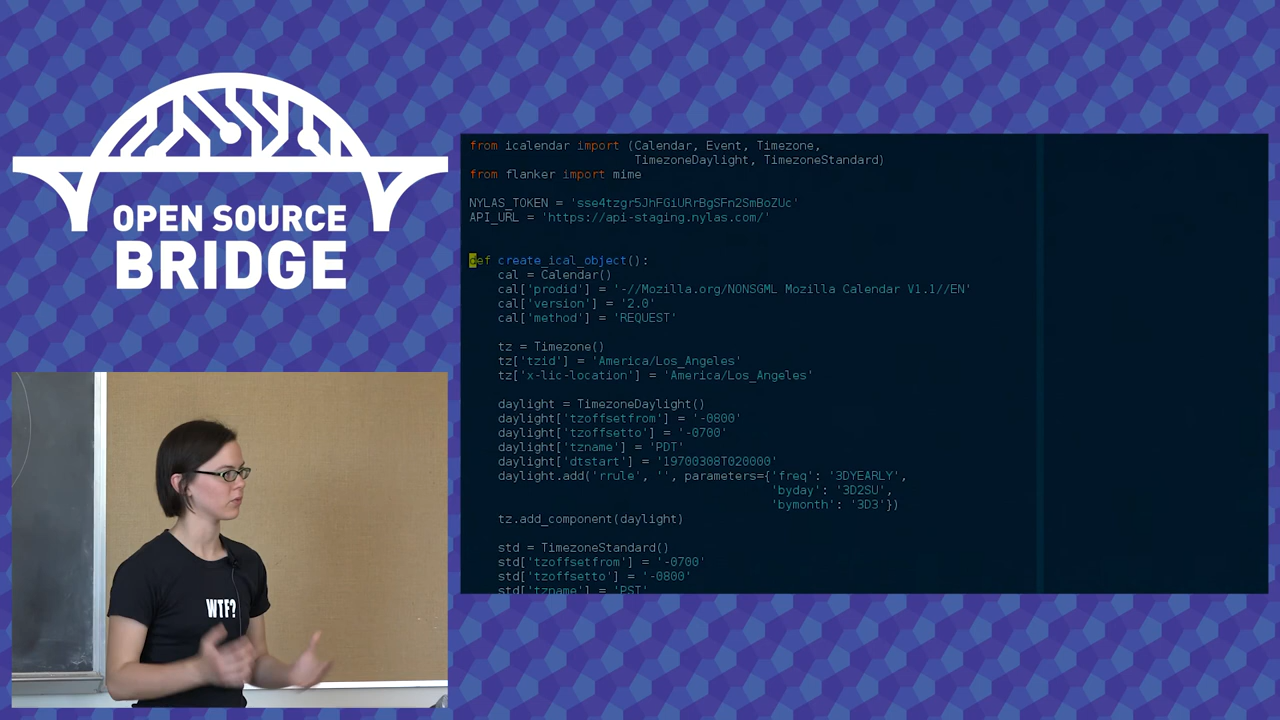 OPEN SOURCE
BRIDGE
from icalendar import (Calendar, Event, Timezone,
TimezoneDaylight, TimezoneStandard)
from flanker import mime
NYLAS_TOKEN = 'sse4tzgr5JhFGiURrBgSFn2SmBoZUc'
API_URL = 'https://api-staging.nylas.com/'
def create_ical_object():
cal = Calendar()
cal['prodid'] = '-//Mozilla.org/NONSGML Mozilla Calendar V1.1//EN'
cal['version'] = '2.0'
cal['method'] = 'REQUEST'
tz = Timezone()
tz['tzid'] = 'America/Los_Angeles'
tz['x-lic-location'] = 'America/Los_Angeles'
daylight = TimezoneDaylight()
daylight['tzoffsetfrom'] = '-0800'
daylight['tzoffsetto'] = '-0700'
daylight['tzname'] = 'PDT'
daylight['dtstart'] = '19700308T020000'
daylight.add('rrule', '', parameters={'freq': '3DYEARLY',
'byday': '3D2SU',
'bymonth': '3D3'})
tz.add_component(daylight)
std = TimezoneStandard()
std['tzoffsetfrom'] = '-0700'
std['tzoffsetto'] = '-0800'
std['tzname'] = 'PST'
WTF?